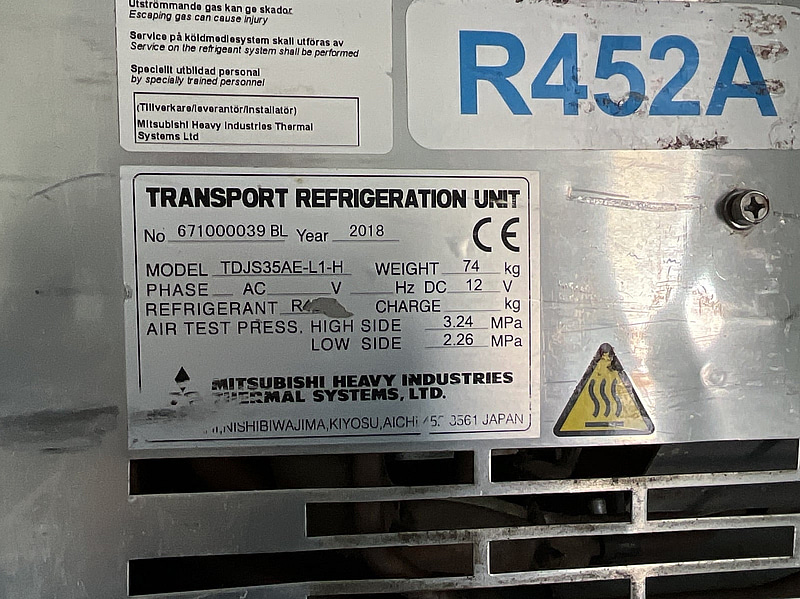 Utströmmande gas kan ge skador.
Escaping gas can cause injury
Service på köldmediesystem skall utföras av
Service on the refrigeant system shall be performed
Speciellt utbildad personal
by specially trained personnel
(Tillverkare/leverantör/installatör)
Mitsubishi Heavy Industries Thermal
Systems Ltd
R452A
TRANSPORT REFRIGERATION UNIT
No 671000039 BL Year 2018
CE
MODEL TDJS35AE-L1-H WEIGHT 74 kg
PHASE AC V Hz DC 12 V
REFRIGERANT CHARGE kg
AIR TEST PRESS. HIGH SIDE 3.24 MPa
LOW SIDE 2.26 MPa
MITSUBISHI HEAVY INDUSTRIES
THERMAL SYSTEMS, LTD.
,NISHIBIWAJIMA,KIYOSU,AICHI 3561 JAPAN